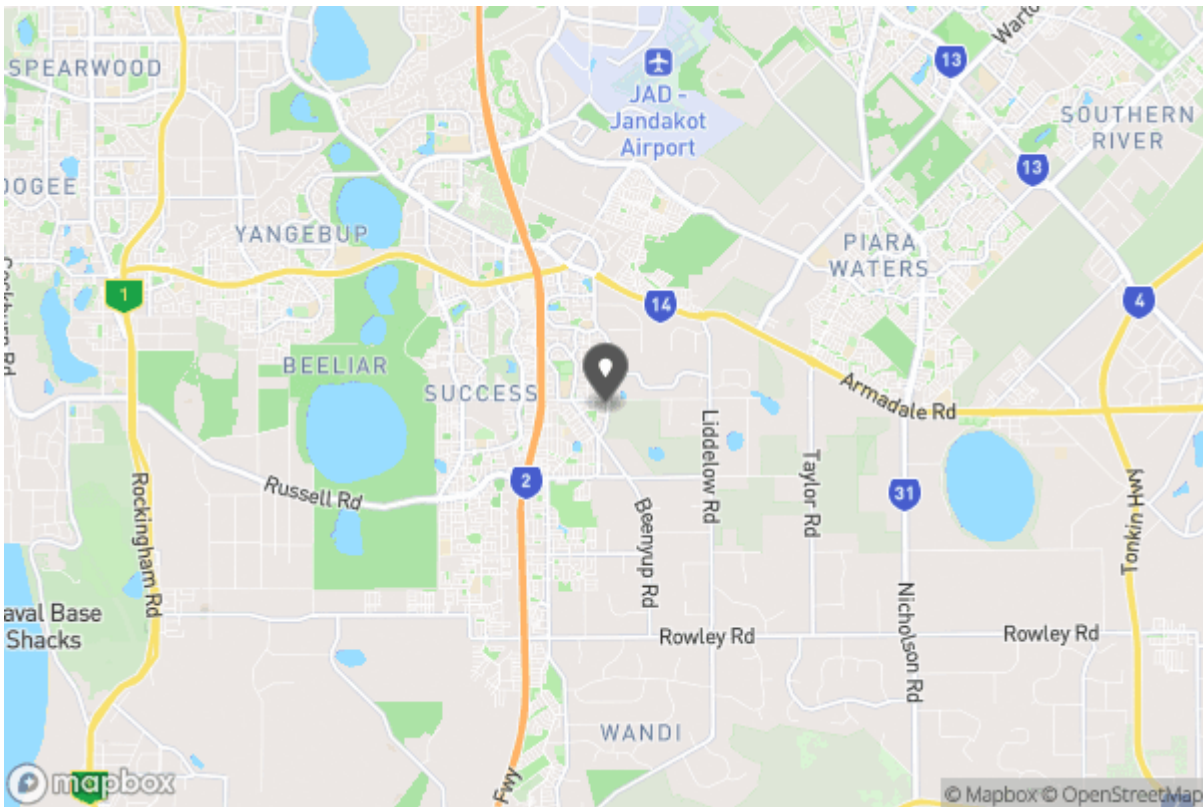 SPEARWOOD
13
Warto
JAD -
Jandakot
Airport
SOUTHERN
RIVER
13
OOGEE
YANGEBUP
PIARA
WATERS
1
14
4
BEELIAR
SUCCESS
Armadale Rd
Liddelow Rd
Taylor Rd
2
31
Russell Rd
Rockingham Rd
Beenyup Rd
Tonkin Hwy
Nicholson Rd
aval Base
Shacks
Rowley Rd
Rowley Rd
WANDI
Fwy
mapbox
© Mapbox © OpenStreetMap